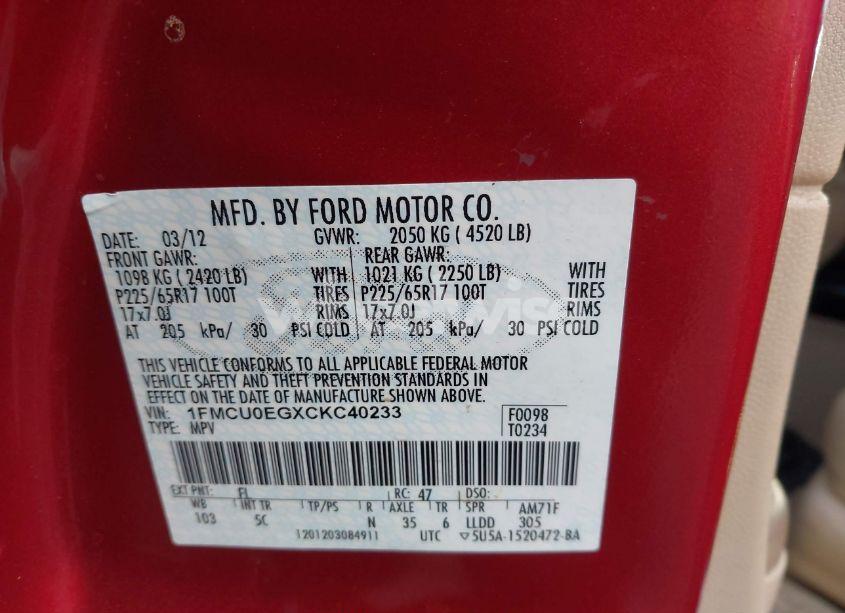 MFD. BY FORD MOTOR CO.
DATE: 03/12 GVWR: 2050 KG ( 4520 LB)
FRONT GAWR: REAR GAWR:
1098 KG ( 2420 LB) WITH 1021 KG ( 2250 LB) WITH
P225/65R17 100T TIRES P225/65R17 100T TIRES
17x7.0J RIMS 17x7.0J RIMS
AT 205 kPa/ 30 PSI COLD AT 205 kPa/ 30 PSI COLD
THIS VEHICLE CONFORMS TO ALL APPLICABLE FEDERAL MOTOR
VEHICLE SAFETY AND THEFT PREVENTION STANDARDS IN
EFFECT ON THE DATE OF MANUFACTURE SHOWN ABOVE.
VIN: 1FMCU0EGXCKC40233 F0098
TYPE: MPV T0234
EXT PNT: FL RC: 47 DSO:
WB INT TR TP/PS R AXLE TR SPR AM71F
103 5C N 35 6 LLDD 305
1201203084911 UTC ▽5U5A-1520472-BA